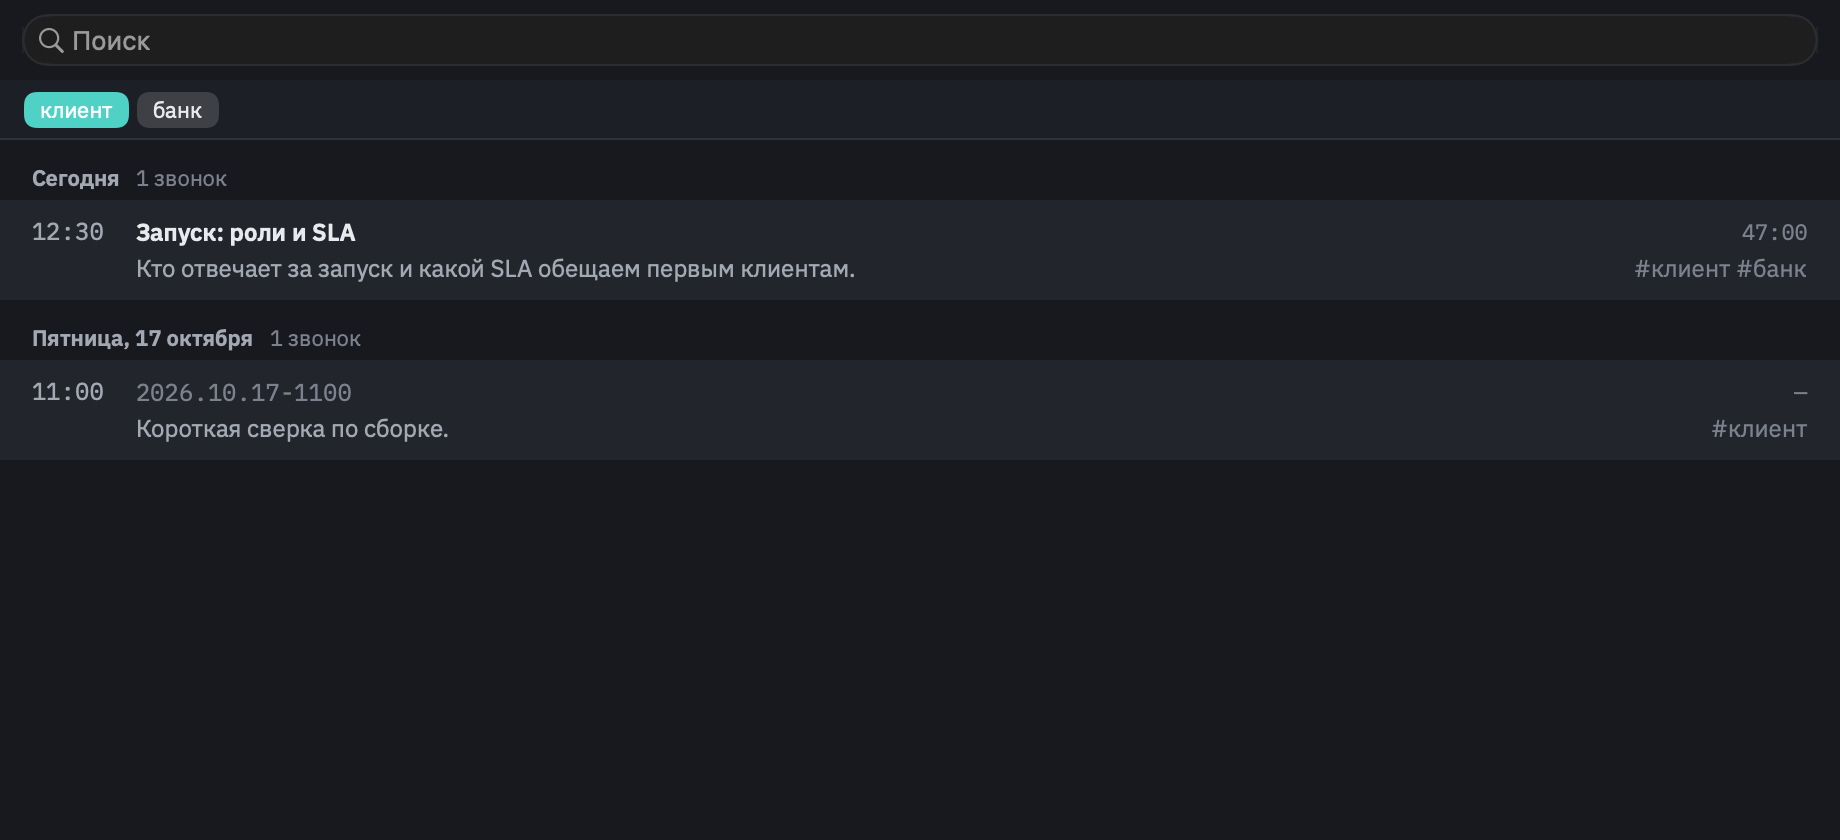 Поиск
клиент банк
Сегодня 1 звонок
12:30 Запуск: роли и SLA 47:00
Кто отвечает за запуск и какой SLA обещаем первым клиентам. #клиент #банк
Пятница, 17 октября 1 звонок
11:00 2026.10.17-1100 —
Короткая сверка по сборке. #клиент